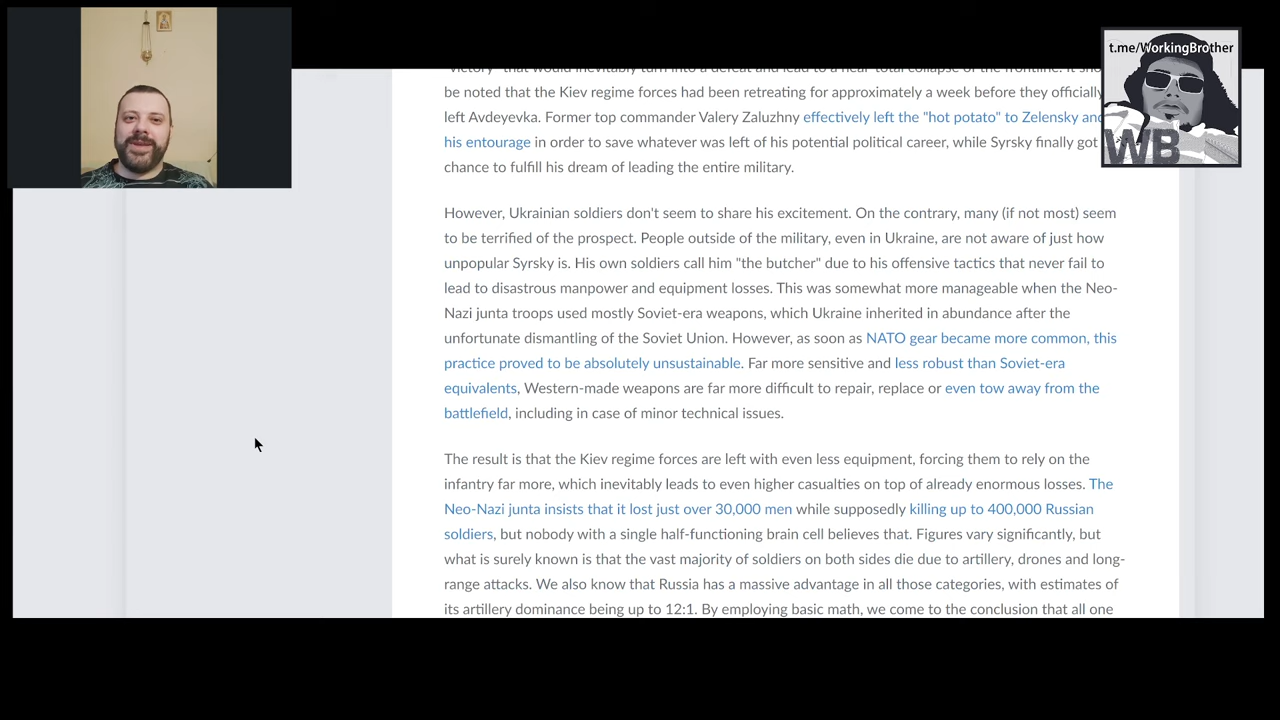 t.me/WorkingBrother
WB
"victory" that would inevitably turn into a defeat and lead to a near-total collapse of the frontline. It
be noted that the Kiev regime forces had been retreating for approximately a week before they officially
left Avdeyevka. Former top commander Valery Zaluzhny effectively left the "hot potato" to Zelensky and
his entourage in order to save whatever was left of his potential political career, while Syrsky finally got
chance to fulfill his dream of leading the entire military.
However, Ukrainian soldiers don't seem to share his excitement. On the contrary, many (if not most) seem
to be terrified of the prospect. People outside of the military, even in Ukraine, are not aware of just how
unpopular Syrsky is. His own soldiers call him "the butcher" due to his offensive tactics that never fail to
lead to disastrous manpower and equipment losses. This was somewhat more manageable when the Neo-
Nazi junta troops used mostly Soviet-era weapons, which Ukraine inherited in abundance after the
unfortunate dismantling of the Soviet Union. However, as soon as NATO gear became more common, this
practice proved to be absolutely unsustainable. Far more sensitive and less robust than Soviet-era
equivalents, Western-made weapons are far more difficult to repair, replace or even tow away from the
battlefield, including in case of minor technical issues.
The result is that the Kiev regime forces are left with even less equipment, forcing them to rely on the
infantry far more, which inevitably leads to even higher casualties on top of already enormous losses. The
Neo-Nazi junta insists that it lost just over 30,000 men while supposedly killing up to 400,000 Russian
soldiers, but nobody with a single half-functioning brain cell believes that. Figures vary significantly, but
what is surely known is that the vast majority of soldiers on both sides die due to artillery, drones and long-
range attacks. We also know that Russia has a massive advantage in all those categories, with estimates of
its artillery dominance being up to 12:1. By employing basic math, we come to the conclusion that all one